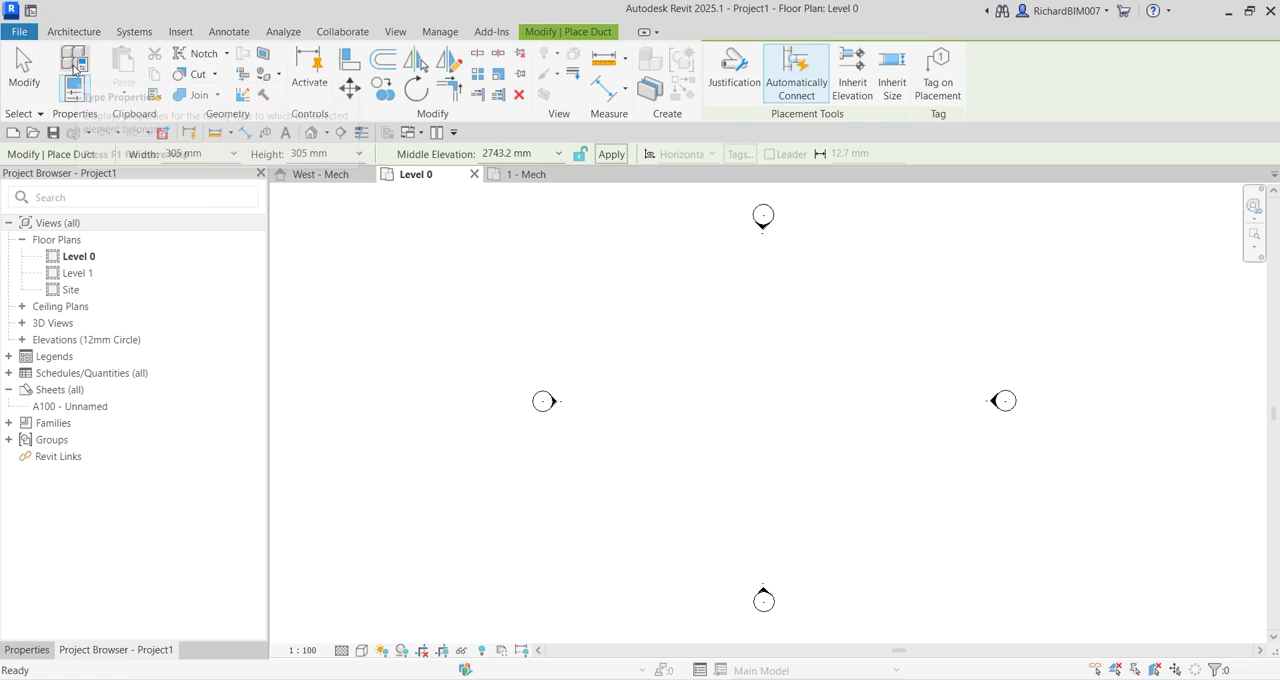 Autodesk Revit 2025.1 - Project1 - Floor Plan: Level 0
RichardBIM007
File Architecture Systems Insert Annotate Analyze Collaborate View Manage Add-Ins Modify | Place Duct
Modify Paste Notch Cut Join Activate Justification Automatically Connect Inherit Elevation Inherit Size Tag on Placement
Type Properties
Select Properties Clipboard Geometry Controls Modify View Measure Create Placement Tools Tag
Modify | Place Duct Width: 305 mm Height: 305 mm Middle Elevation: 2743.2 mm Apply Horizonta Tags... Leader 12.7 mm
Project Browser - Project1 West - Mech Level 0 1 - Mech
Search
Views (all)
Floor Plans
Level 0
Level 1
Site
Ceiling Plans
3D Views
Elevations (12mm Circle)
Legends
Schedules/Quantities (all)
Sheets (all)
A100 - Unnamed
Families
Groups
Revit Links
Properties Project Browser - Project1 1 : 100
Ready :0 Main Model :0